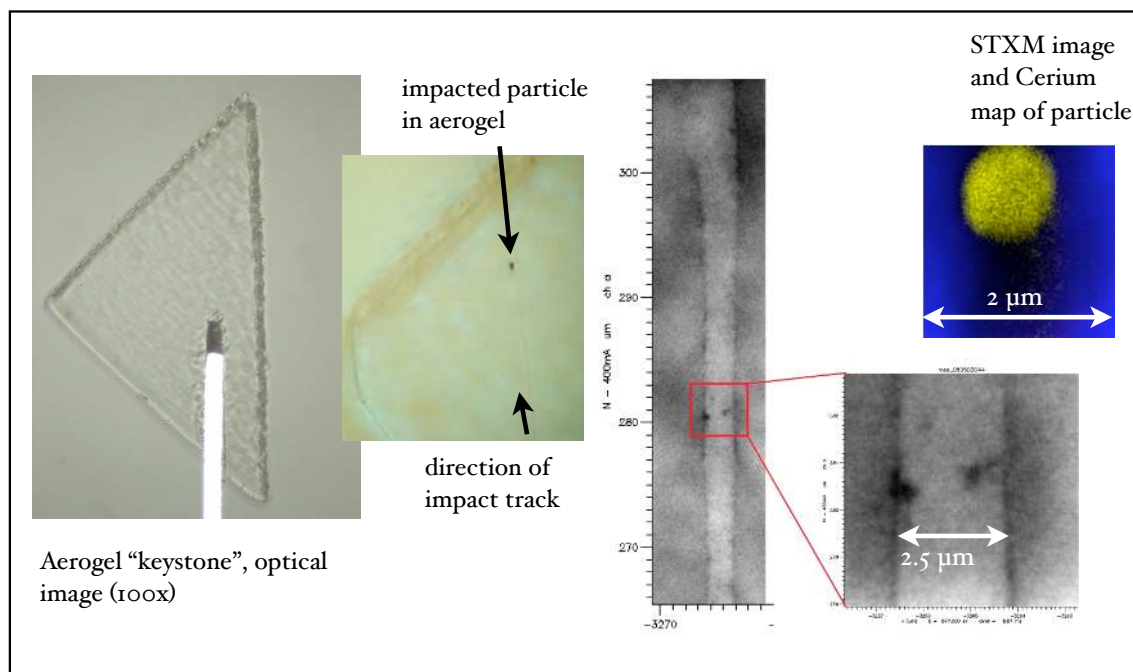 impacted particle
in aerogel
direction of
impact track
Aerogel “keystone”, optical
image (100x)
300
290
280
270
-3270
STXM image
and Cerium
map of particle
2 µm
2.5 µm